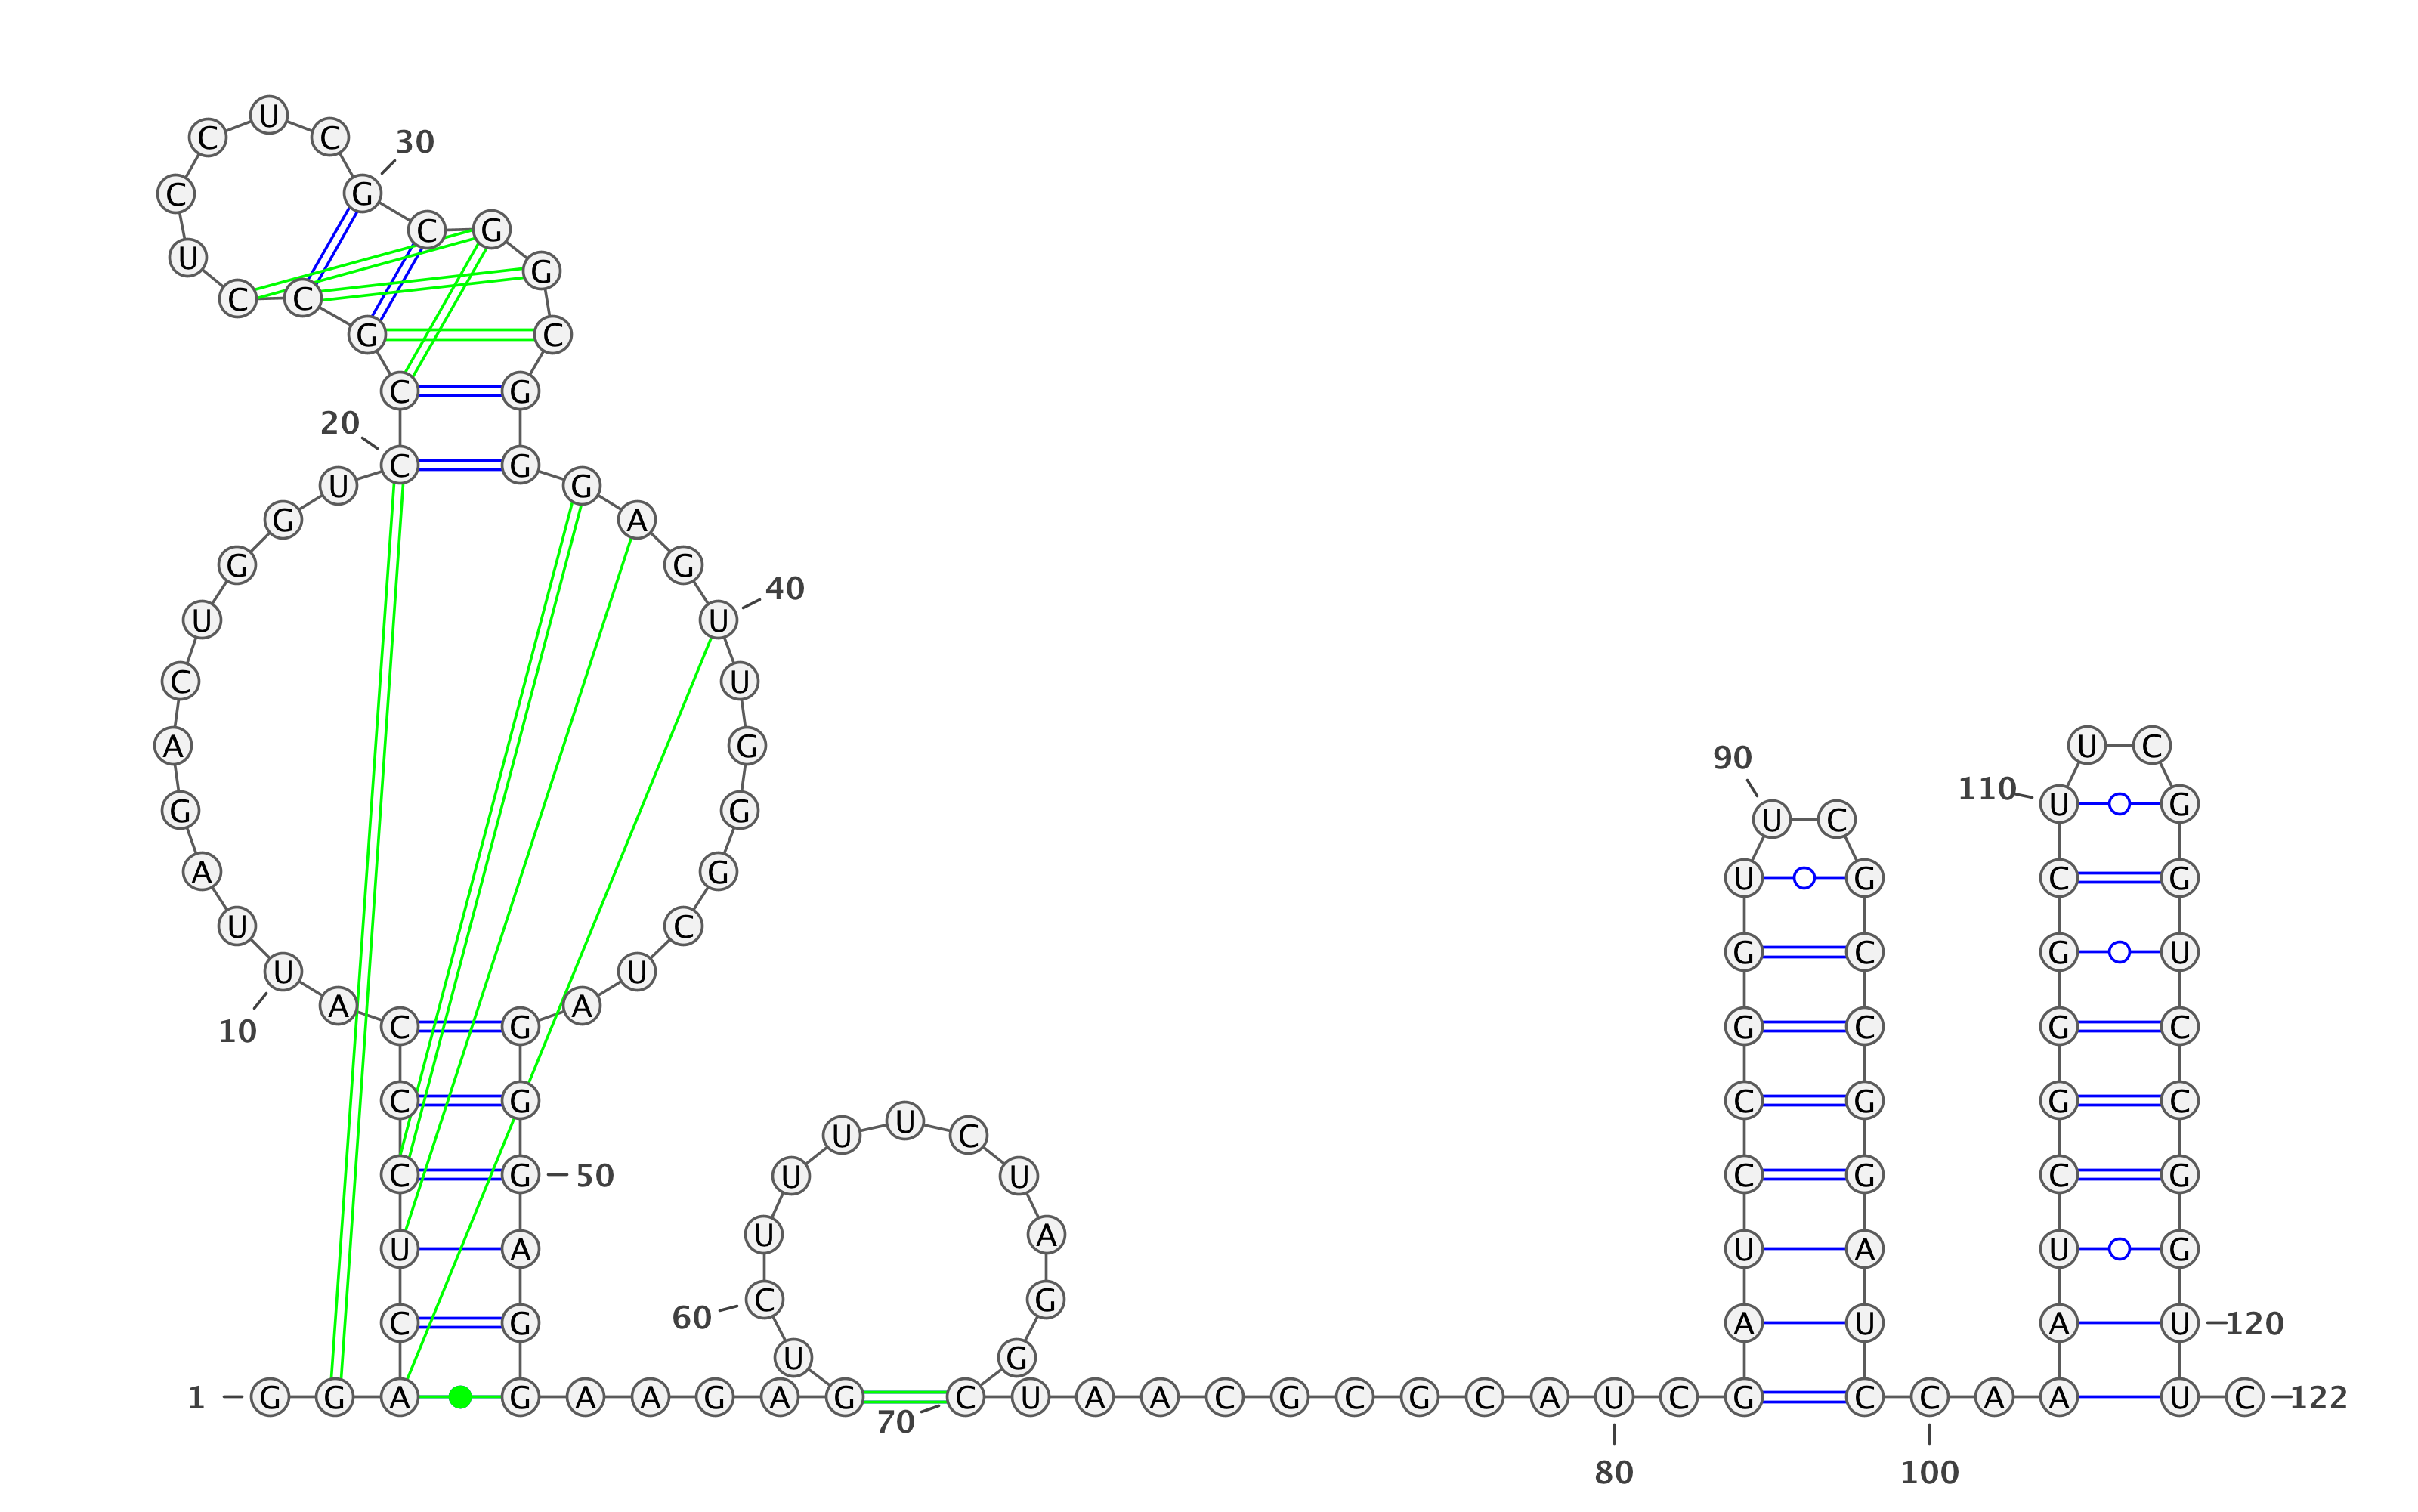 U
C C 30
C G
C G
U G
C C
G C
C G
20
C G
U G
G A
G G
40
U U
C U
A G U C
90
110
U G
G G U C
A G U G C G
U C
G C G U
U U
A A
C G G C G C
10
C G C G G C
U
U C
C G 50 U U C G C G
U A
U A U A U G
C G
60
C G A U A U 120
U G
1 G G A G A A G A G C U A A C G C G C A U C G C C A A U C 122
70
80 100